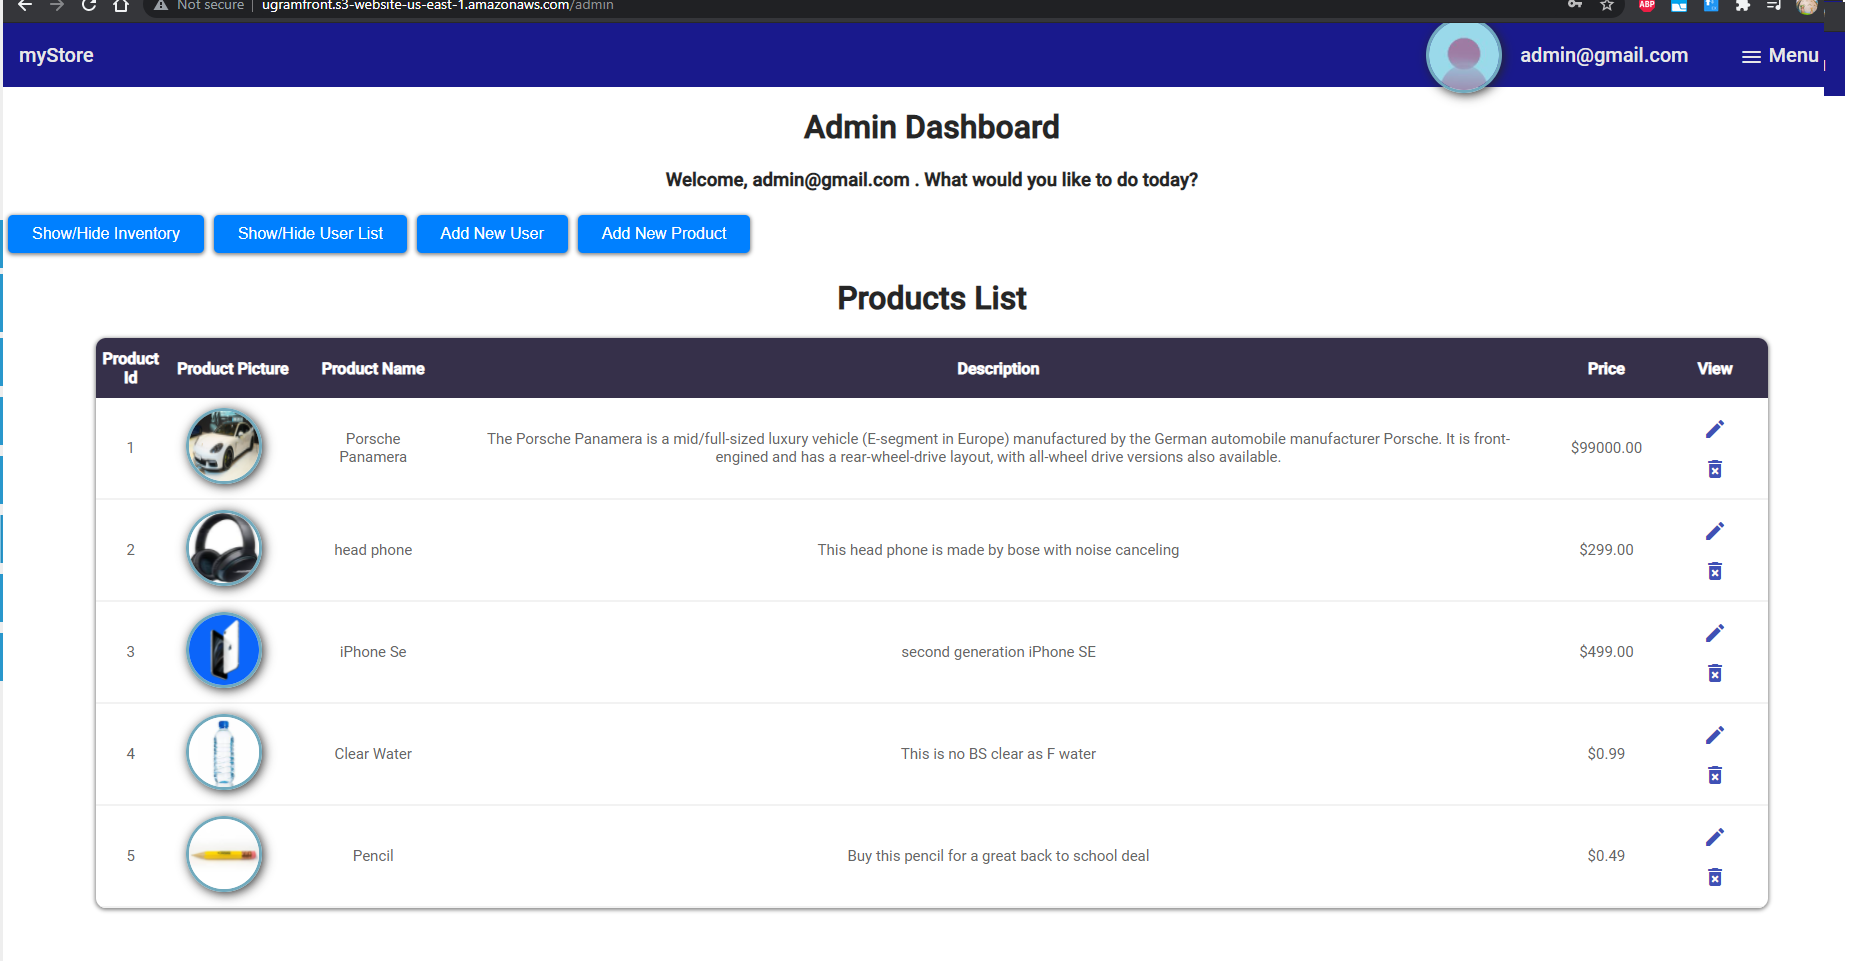 Not secure
ugramfront.s3-website-us-east-1.amazonaws.com/admin
ABP
myStore
admin@gmail.com
Menu
Admin Dashboard
Welcome, admin@gmail.com . What would you like to do today?
Show/Hide Inventory
Show/Hide User List
Add New User
Add New Product
Products List
Product
Id
Product Picture
Product Name
Description
Price
View
1
Porsche
Panamera
The Porsche Panamera is a mid/full-sized luxury vehicle (E-segment in Europe) manufactured by the German automobile manufacturer Porsche. It is front-
engined and has a rear-wheel-drive layout, with all-wheel drive versions also available.
$99000.00
2
head phone
This head phone is made by bose with noise canceling
$299.00
3
iPhone Se
second generation iPhone SE
$499.00
4
Clear Water
This is no BS clear as F water
$0.99
5
Pencil
Buy this pencil for a great back to school deal
$0.49